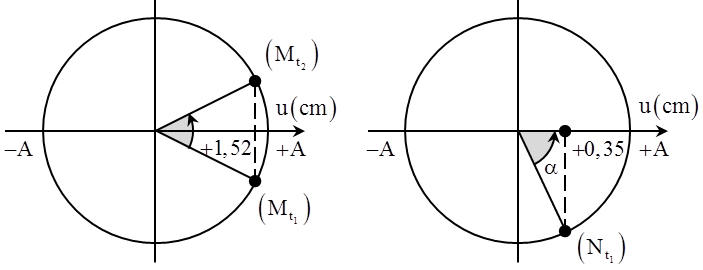 (M_{t_2})
u(cm)
−A
+1,52
+A
(M_{t_1})
u(cm)
−A
+0,35
+A
α
(N_{t_1})